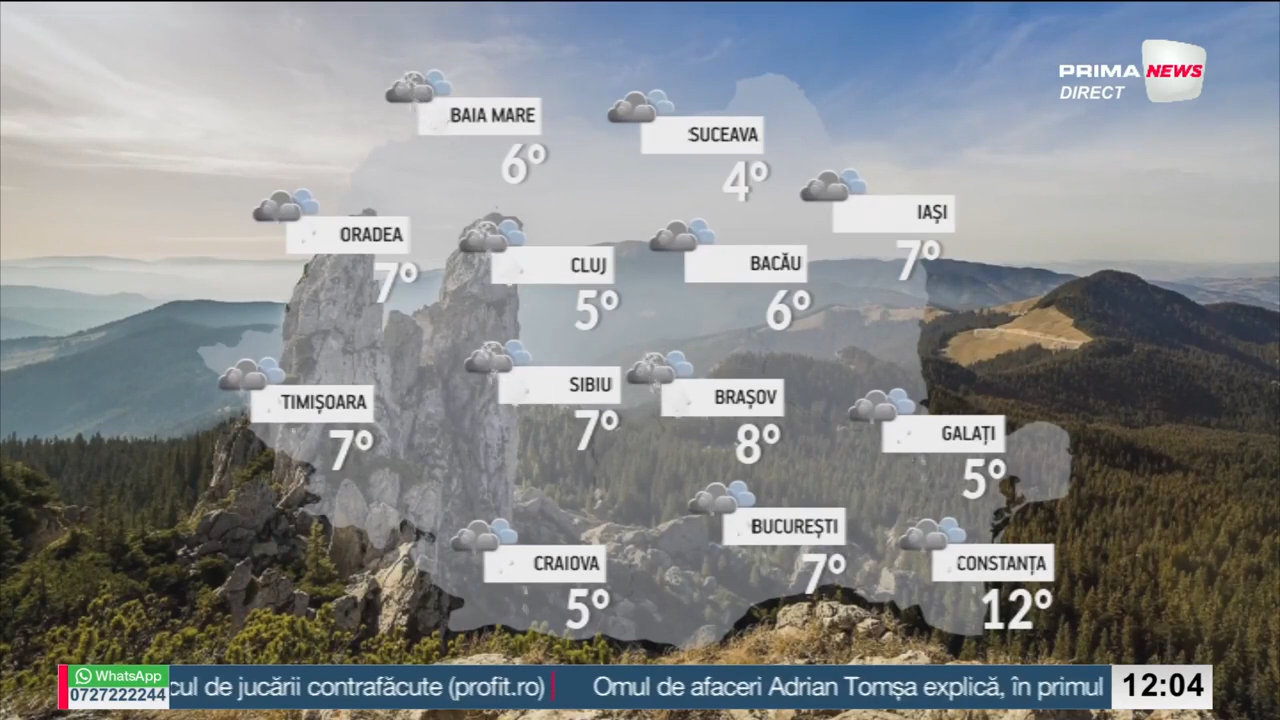 PRIMA NEWS
DIRECT
BAIA MARE
6°
SUCEAVA
4°
IAȘI
7°
ORADEA
7°
CLUJ
5°
BACĂU
6°
TIMIȘOARA
7°
SIBIU
7°
BRAȘOV
8°
GALAȚI
5°
CRAIOVA
5°
BUCUREȘTI
7°
CONSTANȚA
12°
WhatsApp
0727222244
cul de jucării contrafăcute (profit.ro) Omul de afaceri Adrian Tomșa explică, în primul
12:04